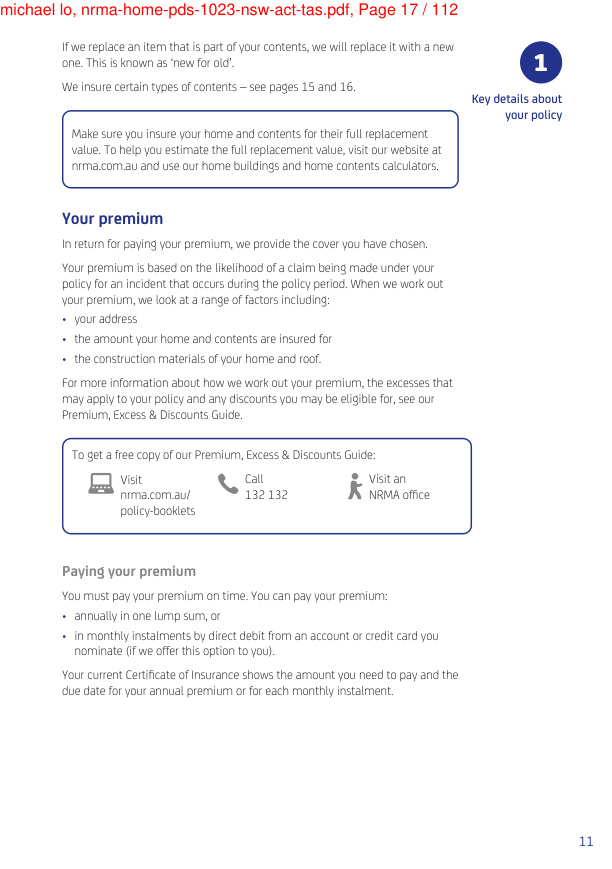 michael lo, nrma-home-pds-1023-nsw-act-tas.pdf, Page 17 / 112
If we replace an item that is part of your contents, we will replace it with a new
one. This is known as ‘new for old’.
We insure certain types of contents – see pages 15 and 16.
1
Key details about
your policy
Make sure you insure your home and contents for their full replacement
value. To help you estimate the full replacement value, visit our website at
nrma.com.au and use our home buildings and home contents calculators.
Your premium
In return for paying your premium, we provide the cover you have chosen.
Your premium is based on the likelihood of a claim being made under your
policy for an incident that occurs during the policy period. When we work out
your premium, we look at a range of factors including:
• your address
• the amount your home and contents are insured for
• the construction materials of your home and roof.
For more information about how we work out your premium, the excesses that
may apply to your policy and any discounts you may be eligible for, see our
Premium, Excess & Discounts Guide.
To get a free copy of our Premium, Excess & Discounts Guide:
Visit
nrma.com.au/
policy-booklets
Call
132 132
Visit an
NRMA office
Paying your premium
You must pay your premium on time. You can pay your premium:
• annually in one lump sum, or
• in monthly instalments by direct debit from an account or credit card you
nominate (if we offer this option to you).
Your current Certificate of Insurance shows the amount you need to pay and the
due date for your annual premium or for each monthly instalment.
11